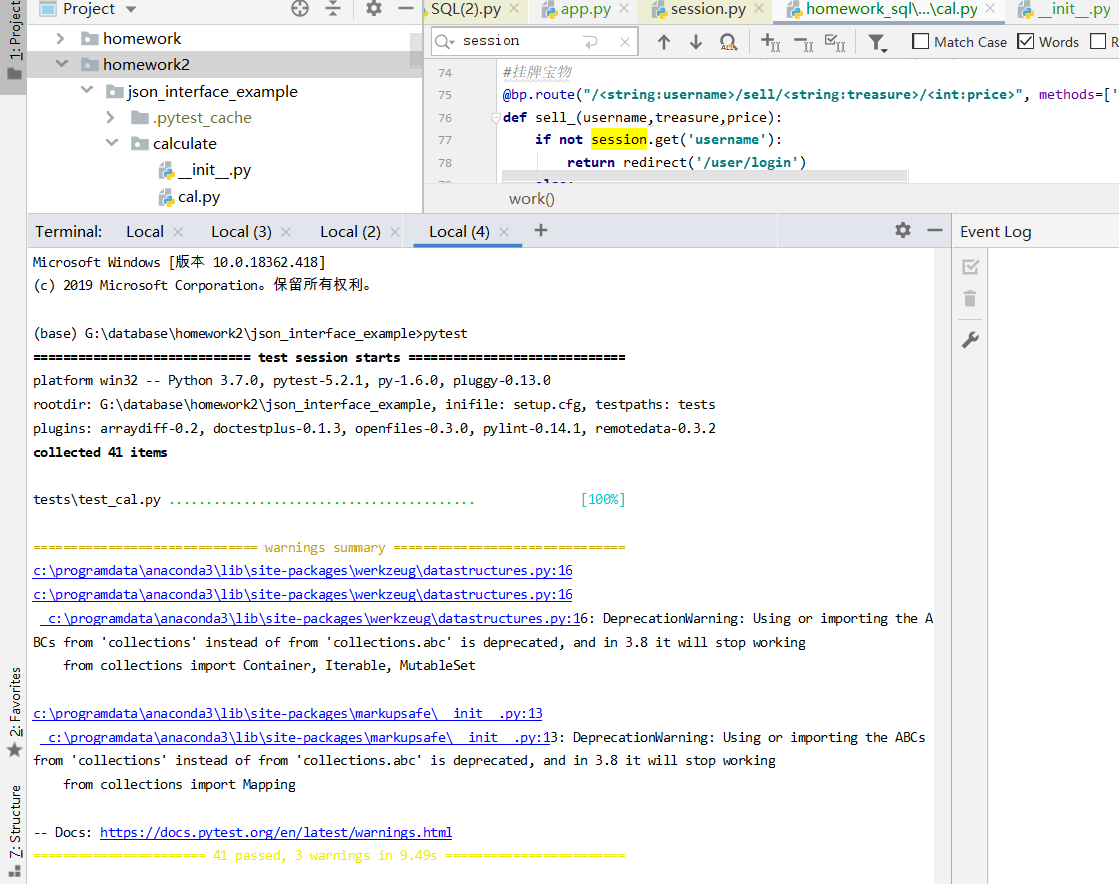 Project
SQL(2).py
app.py
session.py
homework_sql\...\cal.py
__init__.py
1: Project
homework
homework2
json_interface_example
.pytest_cache
calculate
__init__.py
cal.py
session
Match Case
Words
R
74 #挂牌宝物
75 @bp.route("/<string:username>/sell/<string:treasure>/<int:price>", methods=['
76 def sell_(username,treasure,price):
77 if not session.get('username'):
78 return redirect('/user/login')
work()
Terminal: Local Local (3) Local (2) Local (4) +
Event Log
Microsoft Windows [版本 10.0.18362.418]
(c) 2019 Microsoft Corporation。保留所有权利。
(base) G:\database\homework2\json_interface_example>pytest
============================= test session starts =============================
platform win32 -- Python 3.7.0, pytest-5.2.1, py-1.6.0, pluggy-0.13.0
rootdir: G:\database\homework2\json_interface_example, inifile: setup.cfg, testpaths: tests
plugins: arraydiff-0.2, doctestplus-0.1.3, openfiles-0.3.0, pylint-0.14.1, remotedata-0.3.2
collected 41 items
tests\test_cal.py ......................................... [100%]
============================== warnings summary ===============================
c:\programdata\anaconda3\lib\site-packages\werkzeug\datastructures.py:16
c:\programdata\anaconda3\lib\site-packages\werkzeug\datastructures.py:16
c:\programdata\anaconda3\lib\site-packages\werkzeug\datastructures.py:16: DeprecationWarning: Using or importing the A
BCs from 'collections' instead of from 'collections.abc' is deprecated, and in 3.8 it will stop working
from collections import Container, Iterable, MutableSet
c:\programdata\anaconda3\lib\site-packages\markupsafe\__init__.py:13
c:\programdata\anaconda3\lib\site-packages\markupsafe\__init__.py:13: DeprecationWarning: Using or importing the ABCs
from 'collections' instead of from 'collections.abc' is deprecated, and in 3.8 it will stop working
from collections import Mapping
-- Docs: https://docs.pytest.org/en/latest/warnings.html
======================= 41 passed, 3 warnings in 9.49s ========================
2: Favorites
7: Structure